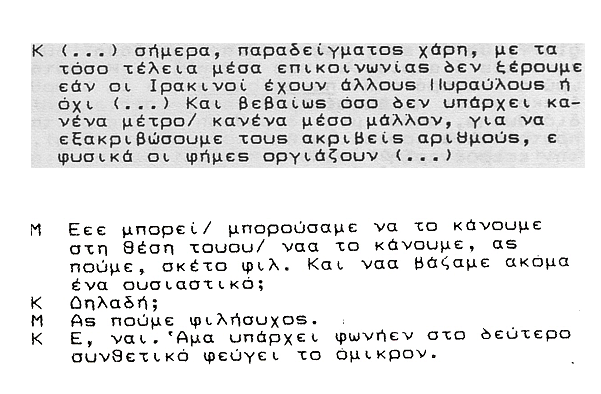 Κ (...) σήμερα, παραδείγματος χάρη, με τα
τόσο τέλεια μέσα επικοινωνίας δεν ξέρουμε
εάν οι Ιρακινοί έχουν άλλους Πυραύλους ή
όχι (...) Και βεβαίως όσο δεν υπάρχει κα-
νένα μέτρο/ κανένα μέσο μάλλον, για να
εξακριβώσουμε τους ακριβείς αριθμούς, ε
φυσικά οι φήμες οργιάζουν (...)
Μ Εεε μπορεί/ μπορούσαμε να το κάνουμε
στη θέση τουου/ ναα το κάνουμε, ας
πούμε, σκέτο φιλ. Και ναα βάζαμε ακόμα
ένα ουσιαστικό;
Κ Δηλαδή;
Μ Ας πούμε φιλήσυχος.
Κ Ε, ναι. Άμα υπάρχει φωνήεν στο δεύτερο
συνθετικό φεύγει το όμικρον.